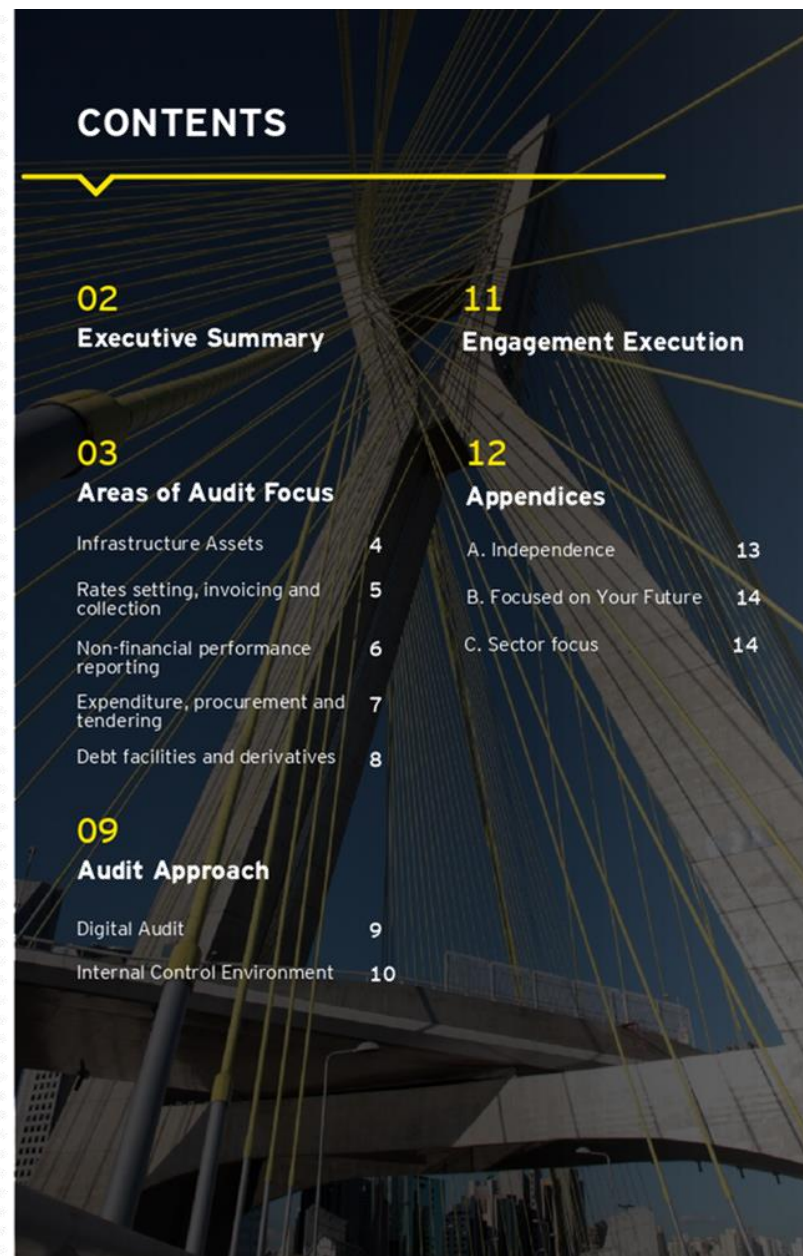 CONTENTS
02
Executive Summary
03
Areas of Audit Focus
Infrastructure Assets 4
Rates setting, invoicing and
collection 5
Non-financial performance
reporting 6
Expenditure, procurement and
tendering 7
Debt facilities and derivatives 8
09
Audit Approach
Digital Audit 9
Internal Control Environment 10
11
Engagement Execution
12
Appendices
A. Independence 13
B. Focused on Your Future 14
C. Sector focus 14